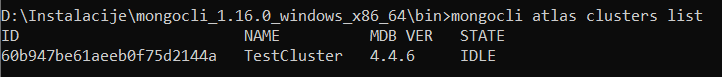 D:\Instalacije\mongocli_1.16.0_windows_x86_64\bin>mongocli atlas clusters list
ID NAME MDB VER STATE
60b947be61aeeb0f75d2144a TestCluster 4.4.6 IDLE